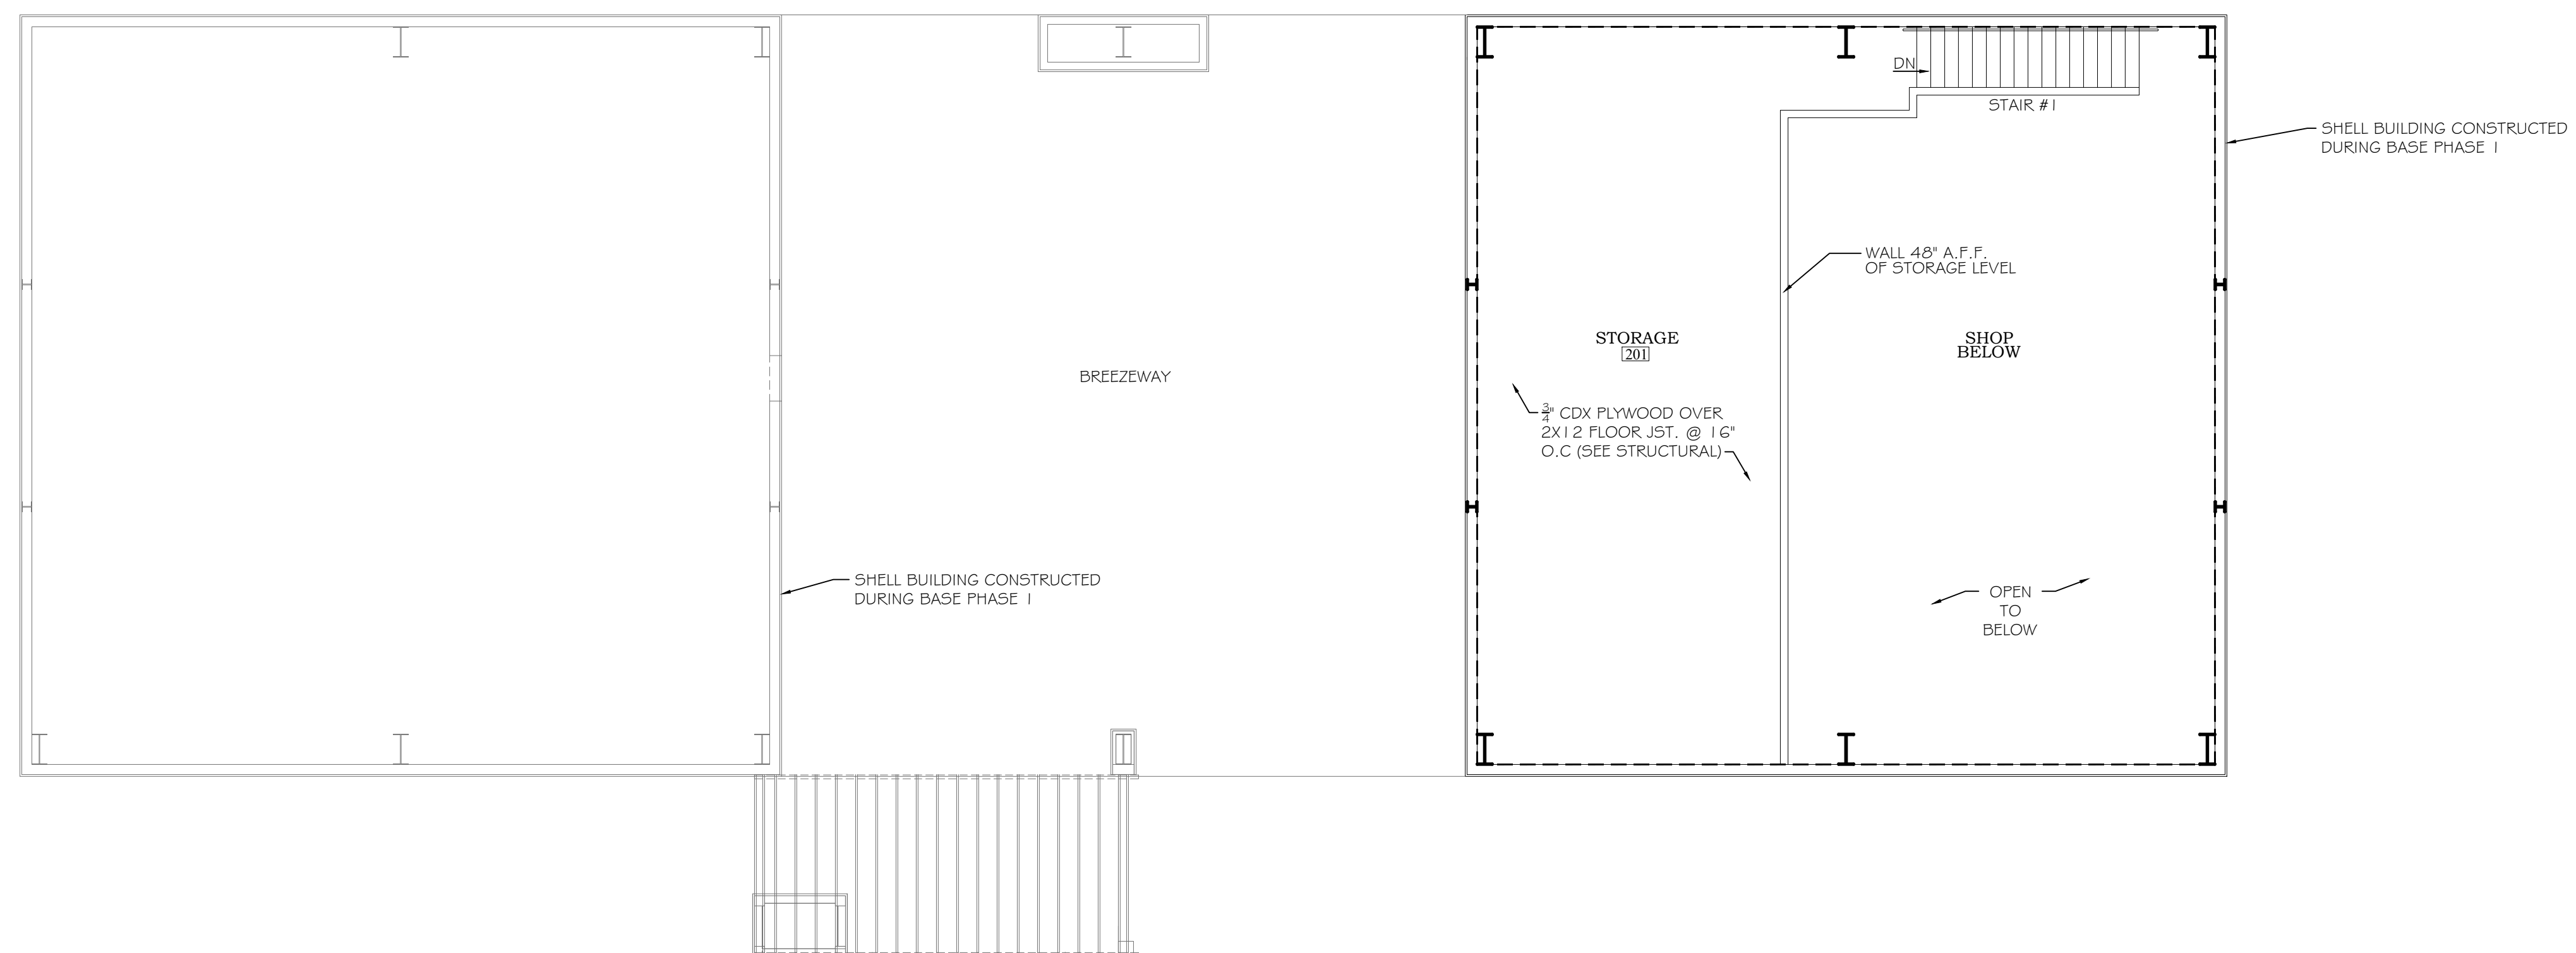 DN
STAIR #1
SHELL BUILDING CONSTRUCTED
DURING BASE PHASE 1
WALL 48" A.F.F.
OF STORAGE LEVEL
STORAGE
201
SHOP
BELOW
BREEZEWAY
3/4" CDX PLYWOOD OVER
2X12 FLOOR JST. @ 16"
O.C (SEE STRUCTURAL)
SHELL BUILDING CONSTRUCTED
DURING BASE PHASE 1
OPEN
TO
BELOW